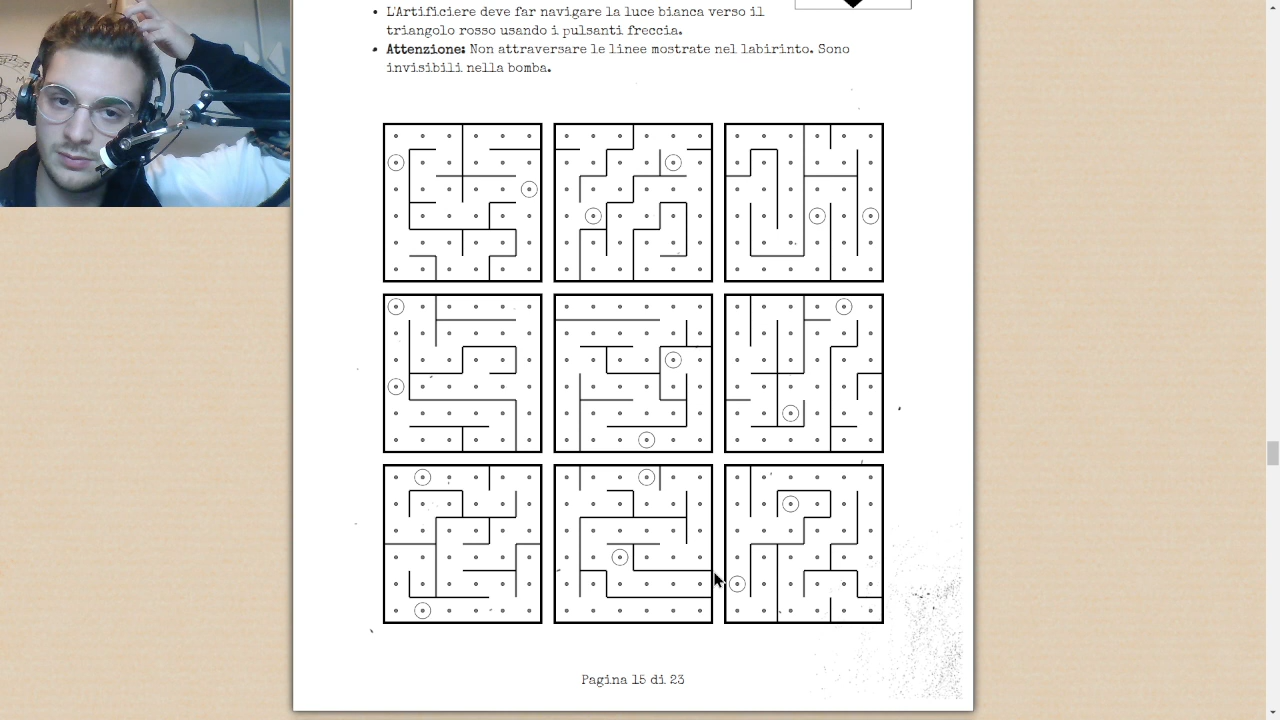 • L'Artificiere deve far navigare la luce bianca verso il
triangolo rosso usando i pulsanti freccia.
• Attenzione: Non attraversare le linee mostrate nel labirinto. Sono
invisibili nella bomba.
Pagina 15 di 23